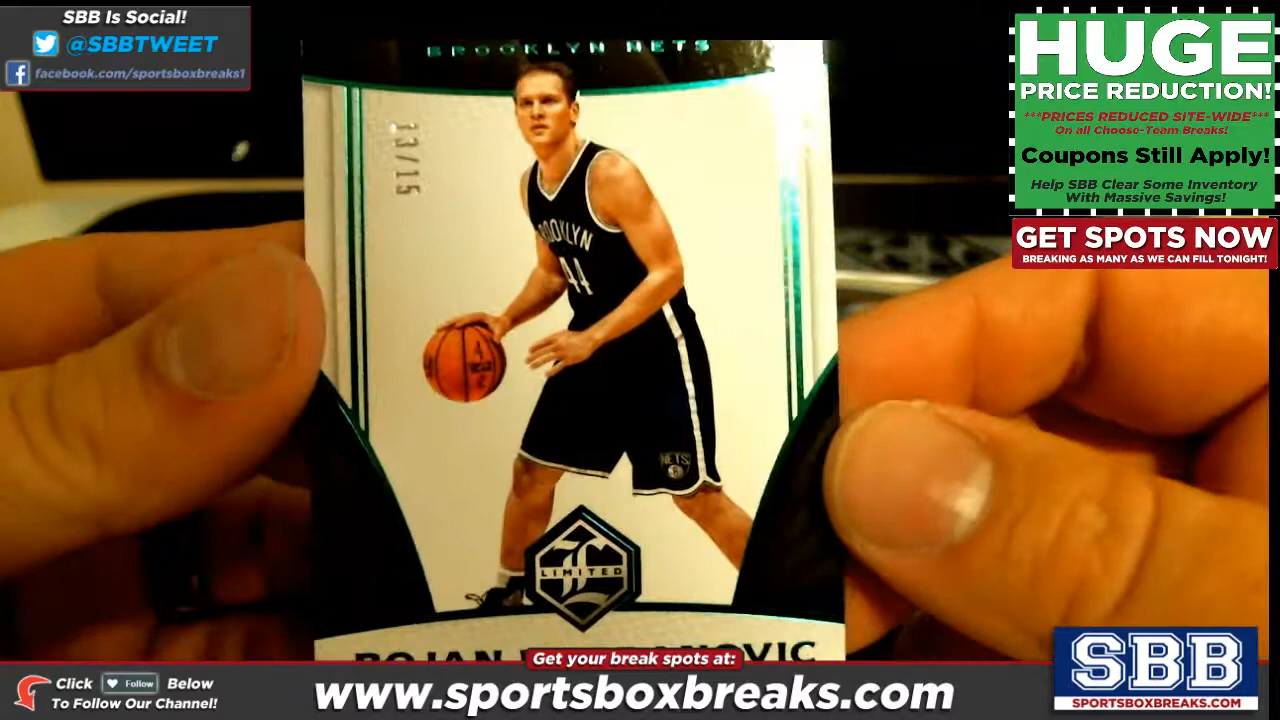 SBB Is Social!
@SBBTWEET
facebook.com/sportsboxbreaks1
HUGE
PRICE REDUCTION!
***PRICES REDUCED SITE-WIDE***
On all Choose-Team Breaks!
Coupons Still Apply!
Help SBB Clear Some Inventory
With Massive Savings!
GET SPOTS NOW
BREAKING AS MANY AS WE CAN FILL TONIGHT!
BROOKLYN NETS
13/15
BROOKLYN
44
NETS
LIMITED
BOJAN
Get your break spots at:
www.sportsboxbreaks.com
Click Follow Below
To Follow Our Channel!
SBB
SPORTSBOXBREAKS.COM